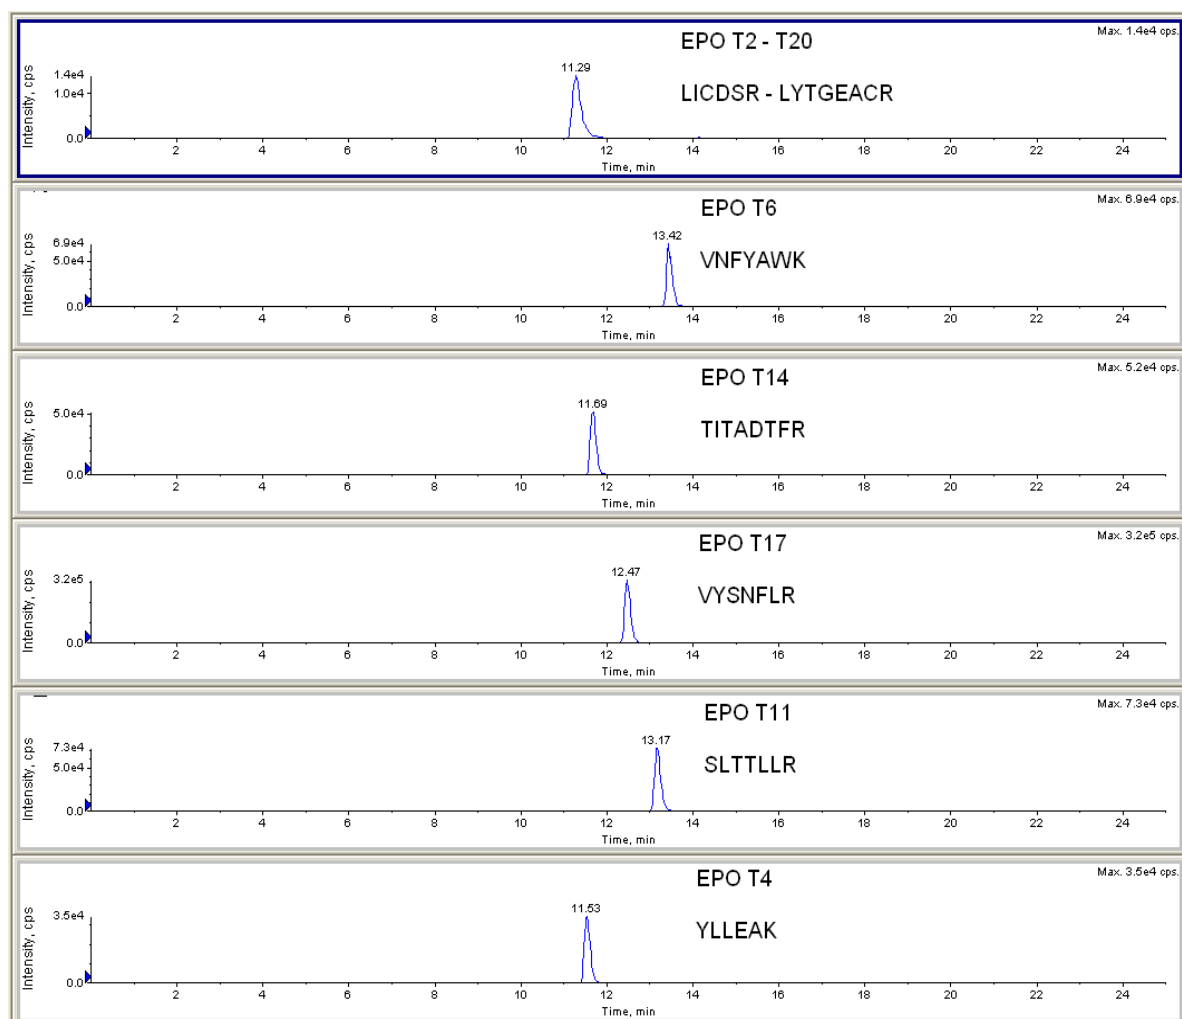 Max. 1.4e4 cps.
EPO T2 - T20
LICDSR - LYTGEACR
Intensity, cps
1.4e4
1.0e4
0.0
11.29
2 4 6 8 10 12 14 16 18 20 22 24
Time, min
Max. 6.9e4 cps.
EPO T6
VNFYAWK
Intensity, cps
6.9e4
5.0e4
0.0
13.42
2 4 6 8 10 12 14 16 18 20 22 24
Time, min
Max. 5.2e4 cps.
EPO T14
TITADTFR
Intensity, cps
5.0e4
0.0
11.69
2 4 6 8 10 12 14 16 18 20 22 24
Time, min
Max. 3.2e5 cps.
EPO T17
VYSNFLR
Intensity, cps
3.2e5
0.0
12.47
2 4 6 8 10 12 14 16 18 20 22 24
Time, min
Max. 7.3e4 cps.
EPO T11
SLTTLLR
Intensity, cps
7.3e4
5.0e4
0.0
13.17
2 4 6 8 10 12 14 16 18 20 22 24
Time, min
Max. 3.5e4 cps.
EPO T4
YLLEAK
Intensity, cps
3.5e4
0.0
11.53
2 4 6 8 10 12 14 16 18 20 22 24
Time, min